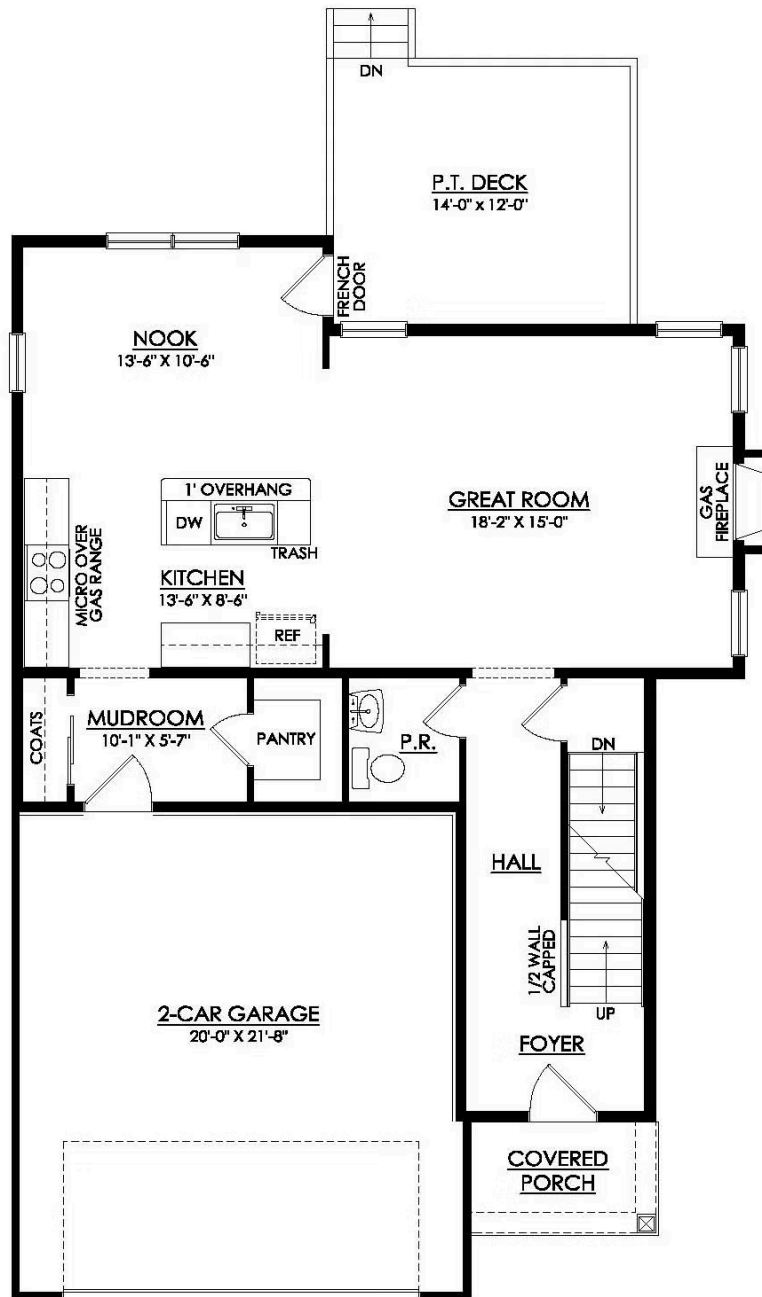 DN
P.T. DECK
14'-0" x 12'-0"
FRENCH
DOOR
NOOK
13'-6" X 10'-6"
1' OVERHANG
DW
TRASH
GREAT ROOM
18'-2" X 15'-0"
GAS
FIREPLACE
MICRO OVER
GAS RANGE
KITCHEN
13'-6" X 8'-6"
REF
COATS
MUDROOM
10'-1" X 5'-7"
PANTRY
P.R.
DN
HALL
1/2 WALL
CAPPED
UP
2-CAR GARAGE
20'-0" X 21'-8"
FOYER
COVERED
PORCH